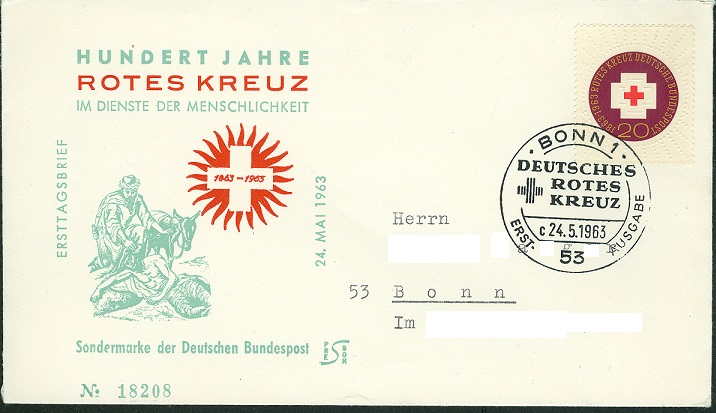 HUNDERT JAHRE
ROTES KREUZ
IM DIENSTE DER MENSCHLICHKEIT
1863-1963
ERSTTAGSBRIEF
24. MAI 1963
Sondermarke der Deutschen Bundespost
№ 18208
1863-1963 ROTES KREUZ DEUTSCHE BUNDESPOST
20
· BONN 1 ·
DEUTSCHES
ROTES
KREUZ
c 24.5.1963
ERST-
AUSGABE
53
Herrn
53 Bonn
Im